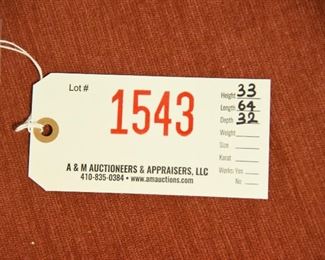 Lot #
1543
Height 33
Length 64
Depth 32
Weight
Size
Karat
Works: Yes
No
A & M AUCTIONEERS & APPRAISERS, LLC
410-835-0384 • www.amauctions.com